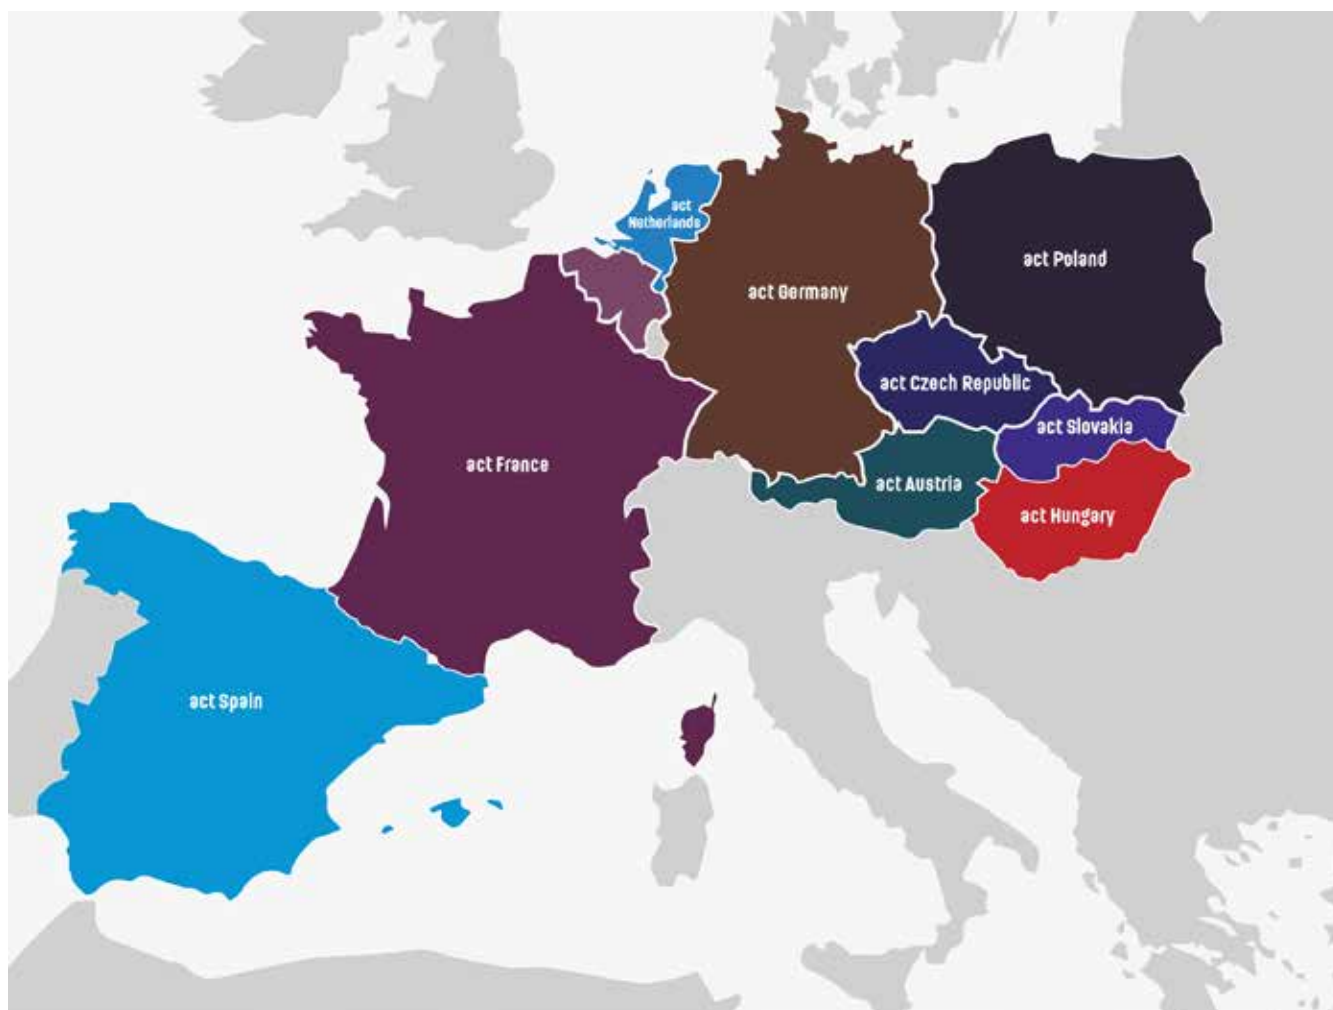 act
Netherlands
act Poland
act Germany
act Czech Republic
act Slovakia
act France
act Austria
act Hungary
act Spain